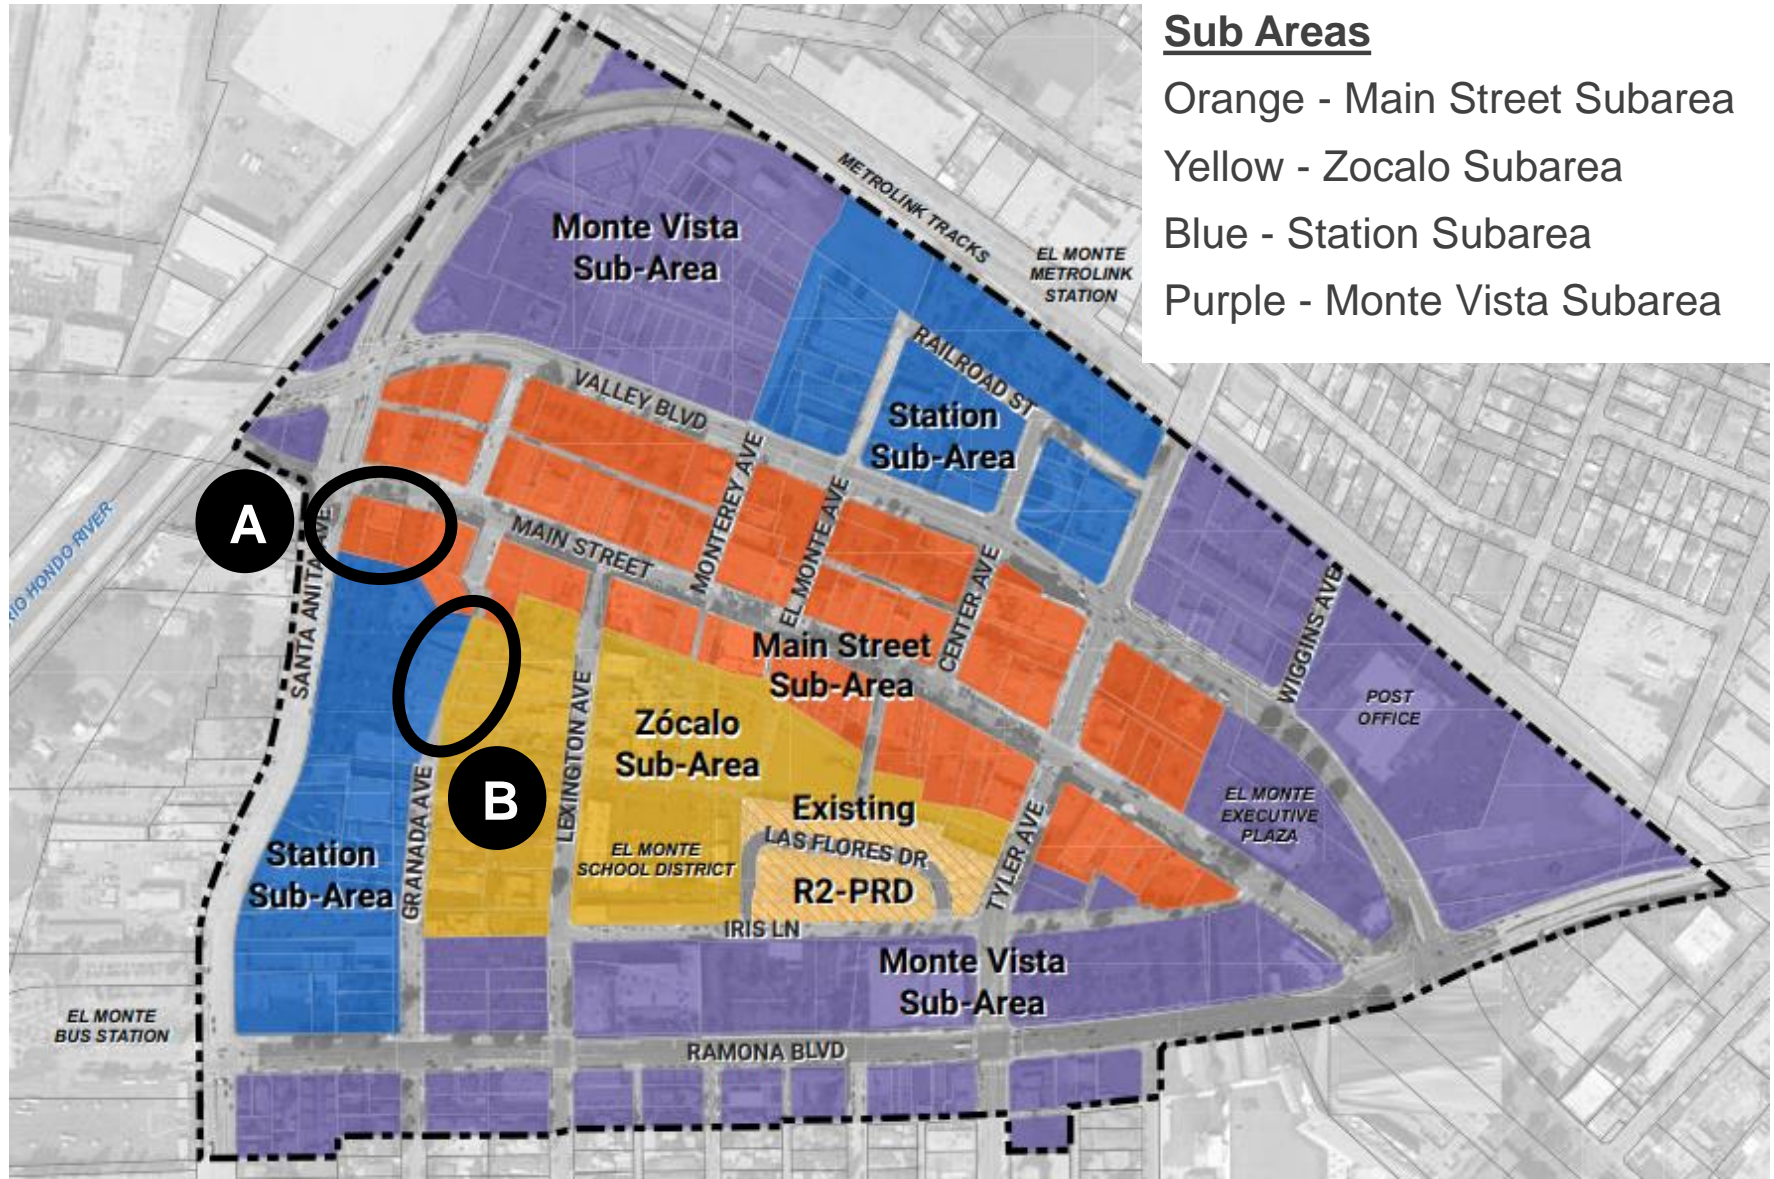 Sub Areas
Orange - Main Street Subarea
Yellow - Zocalo Subarea
Blue - Station Subarea
Purple - Monte Vista Subarea
METROLINK TRACKS
EL MONTE
METROLINK
STATION
Monte Vista
Sub-Area
RAILROAD ST
VALLEY BLVD
Station
Sub-Area
MONTEREY AVE
EL MONTE AVE
A
SANTA ANITA AVE
RIO HONDO RIVER
MAIN STREET
CENTER AVE
WIGGINS AVE
Main Street
Sub-Area
POST
OFFICE
Zócalo
Sub-Area
LEXINGTON AVE
B
GRANADA AVE
EL MONTE
EXECUTIVE
PLAZA
Existing
LAS FLORES DR
R2-PRD
TYLER AVE
EL MONTE
SCHOOL DISTRICT
Station
Sub-Area
IRIS LN
Monte Vista
Sub-Area
EL MONTE
BUS STATION
RAMONA BLVD